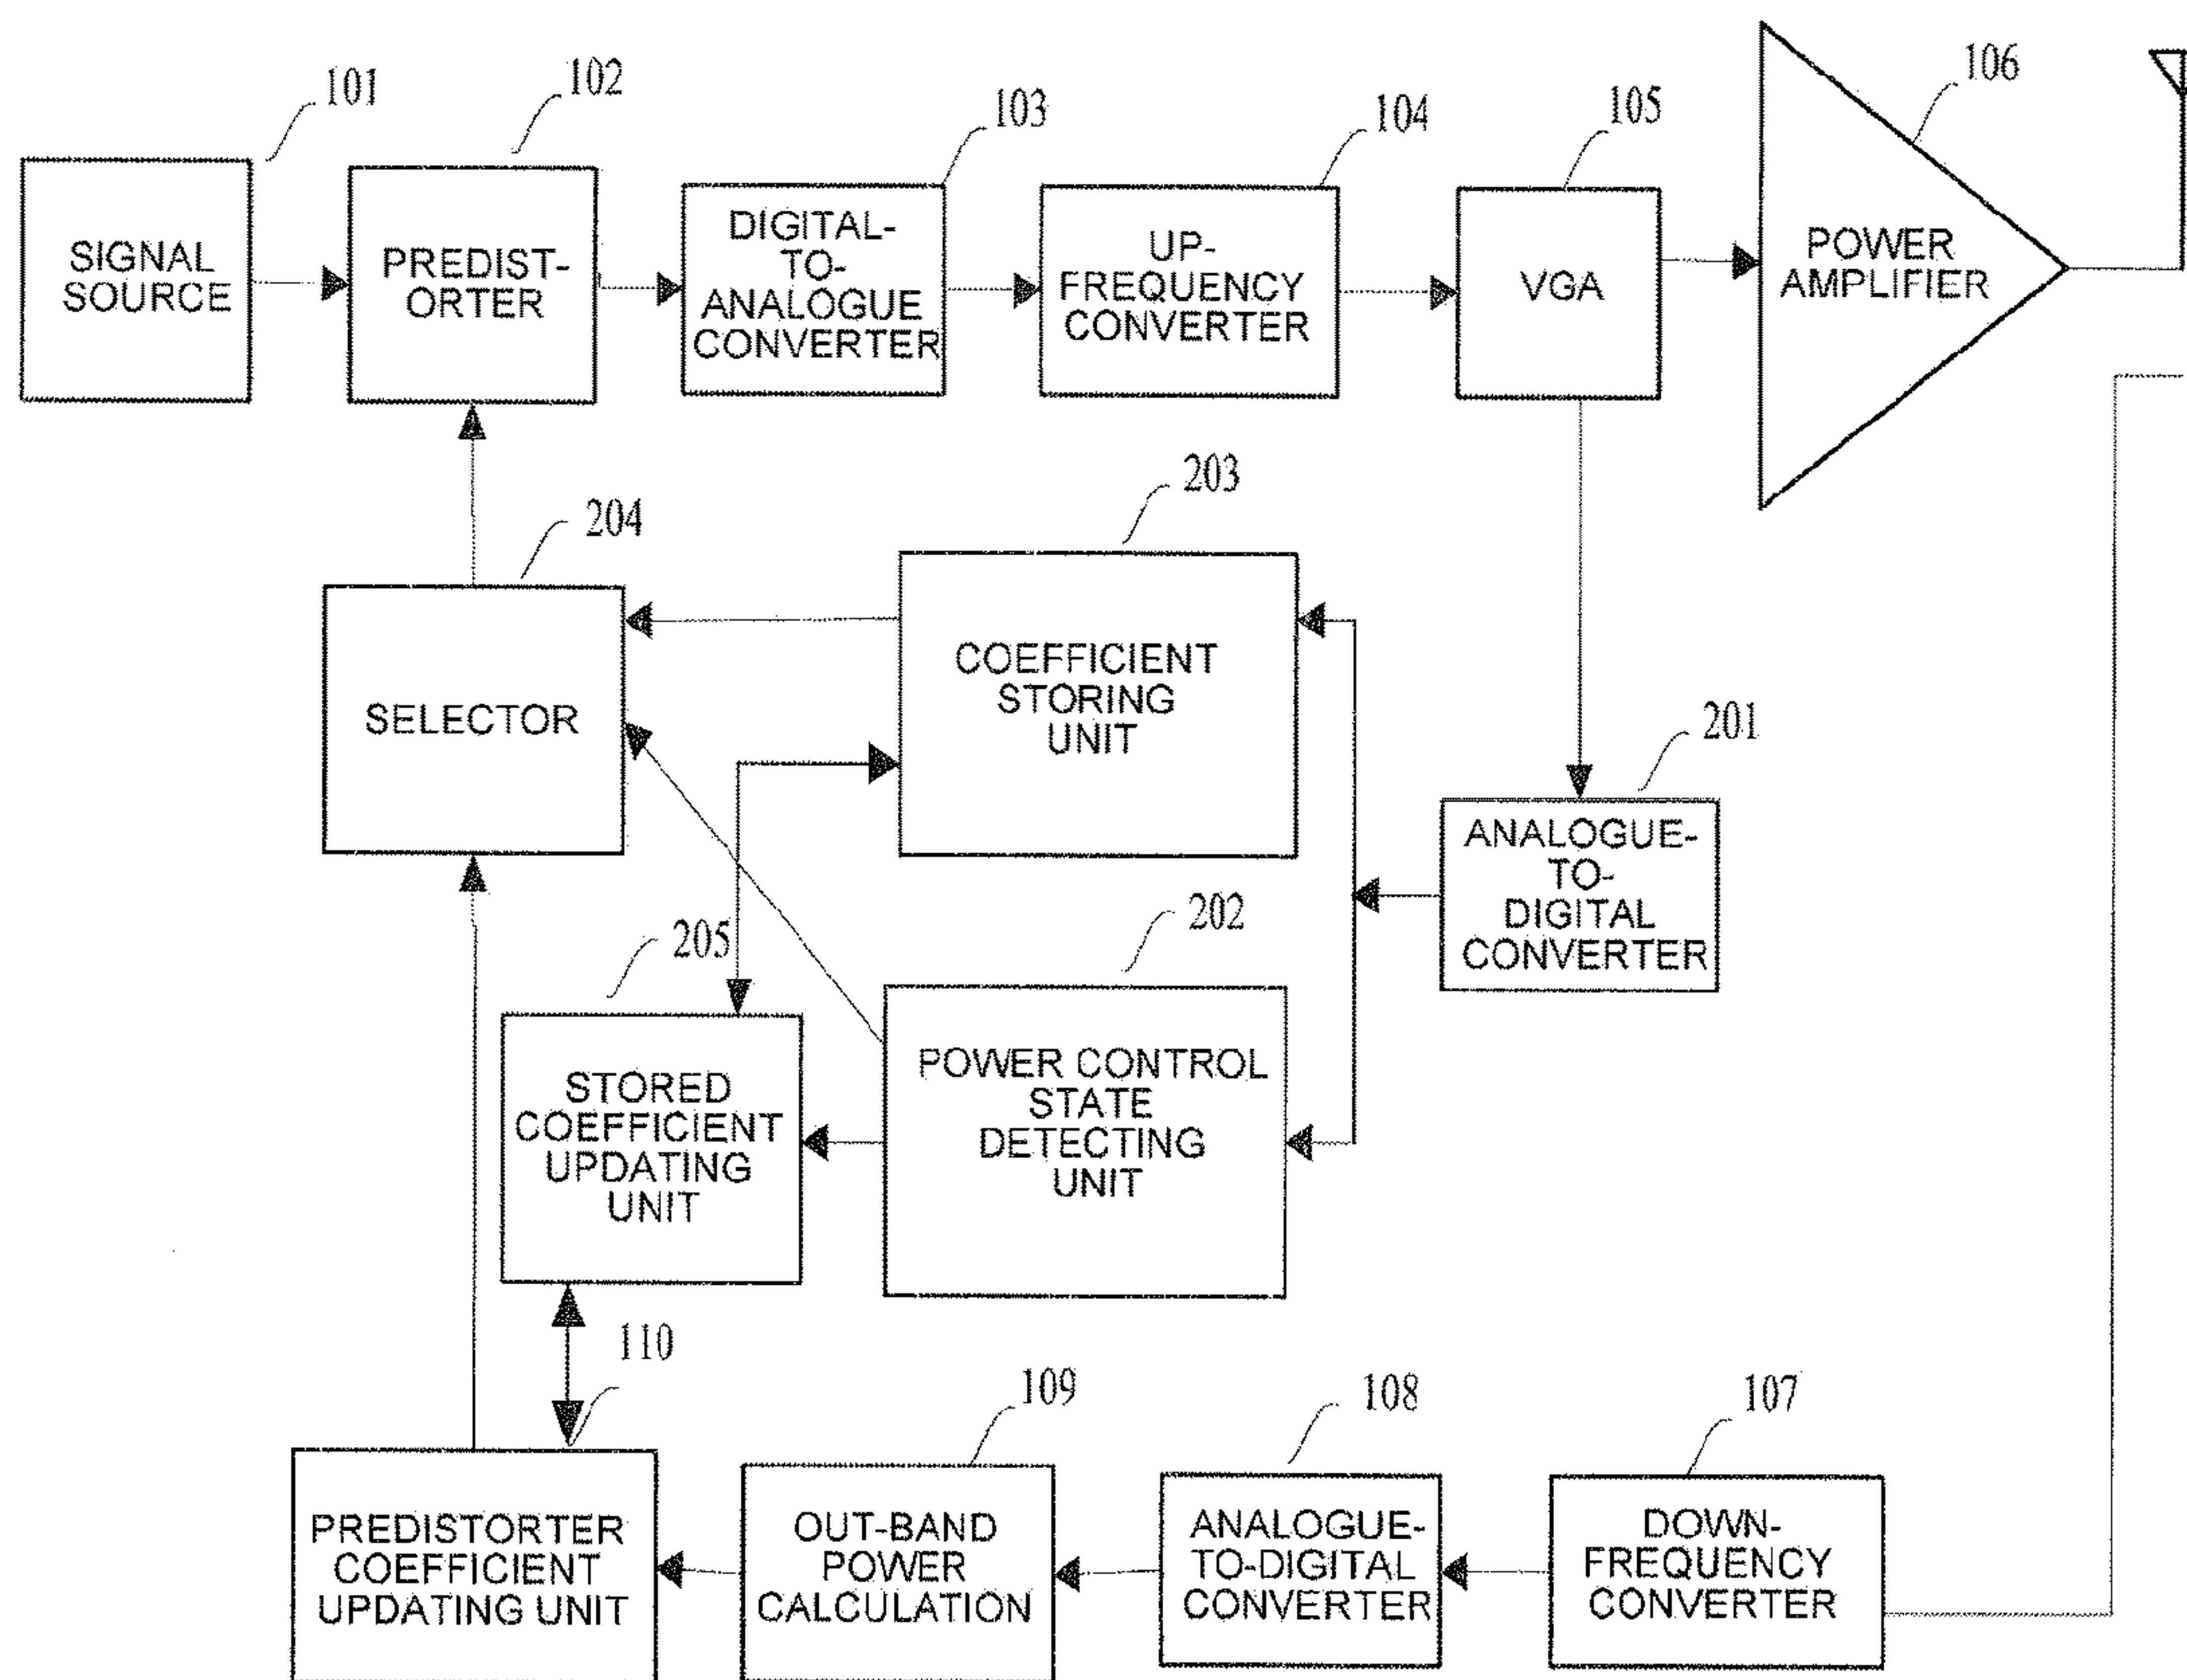 101
102
103
104
105
106
SIGNAL
SOURCE
PREDIST-
ORTER
DIGITAL-
TO-
ANALOGUE
CONVERTER
UP-
FREQUENCY
CONVERTER
VGA
POWER
AMPLIFIER
203
204
COEFFICIENT
STORING
UNIT
SELECTOR
201
ANALOGUE-
TO-
DIGITAL
CONVERTER
202
205
POWER CONTROL
STATE
DETECTING
UNIT
STORED
COEFFICIENT
UPDATING
UNIT
110
109
108
107
PREDISTORTER
COEFFICIENT
UPDATING UNIT
OUT-BAND
POWER
CALCULATION
ANALOGUE-
TO-DIGITAL
CONVERTER
DOWN-
FREQUENCY
CONVERTER